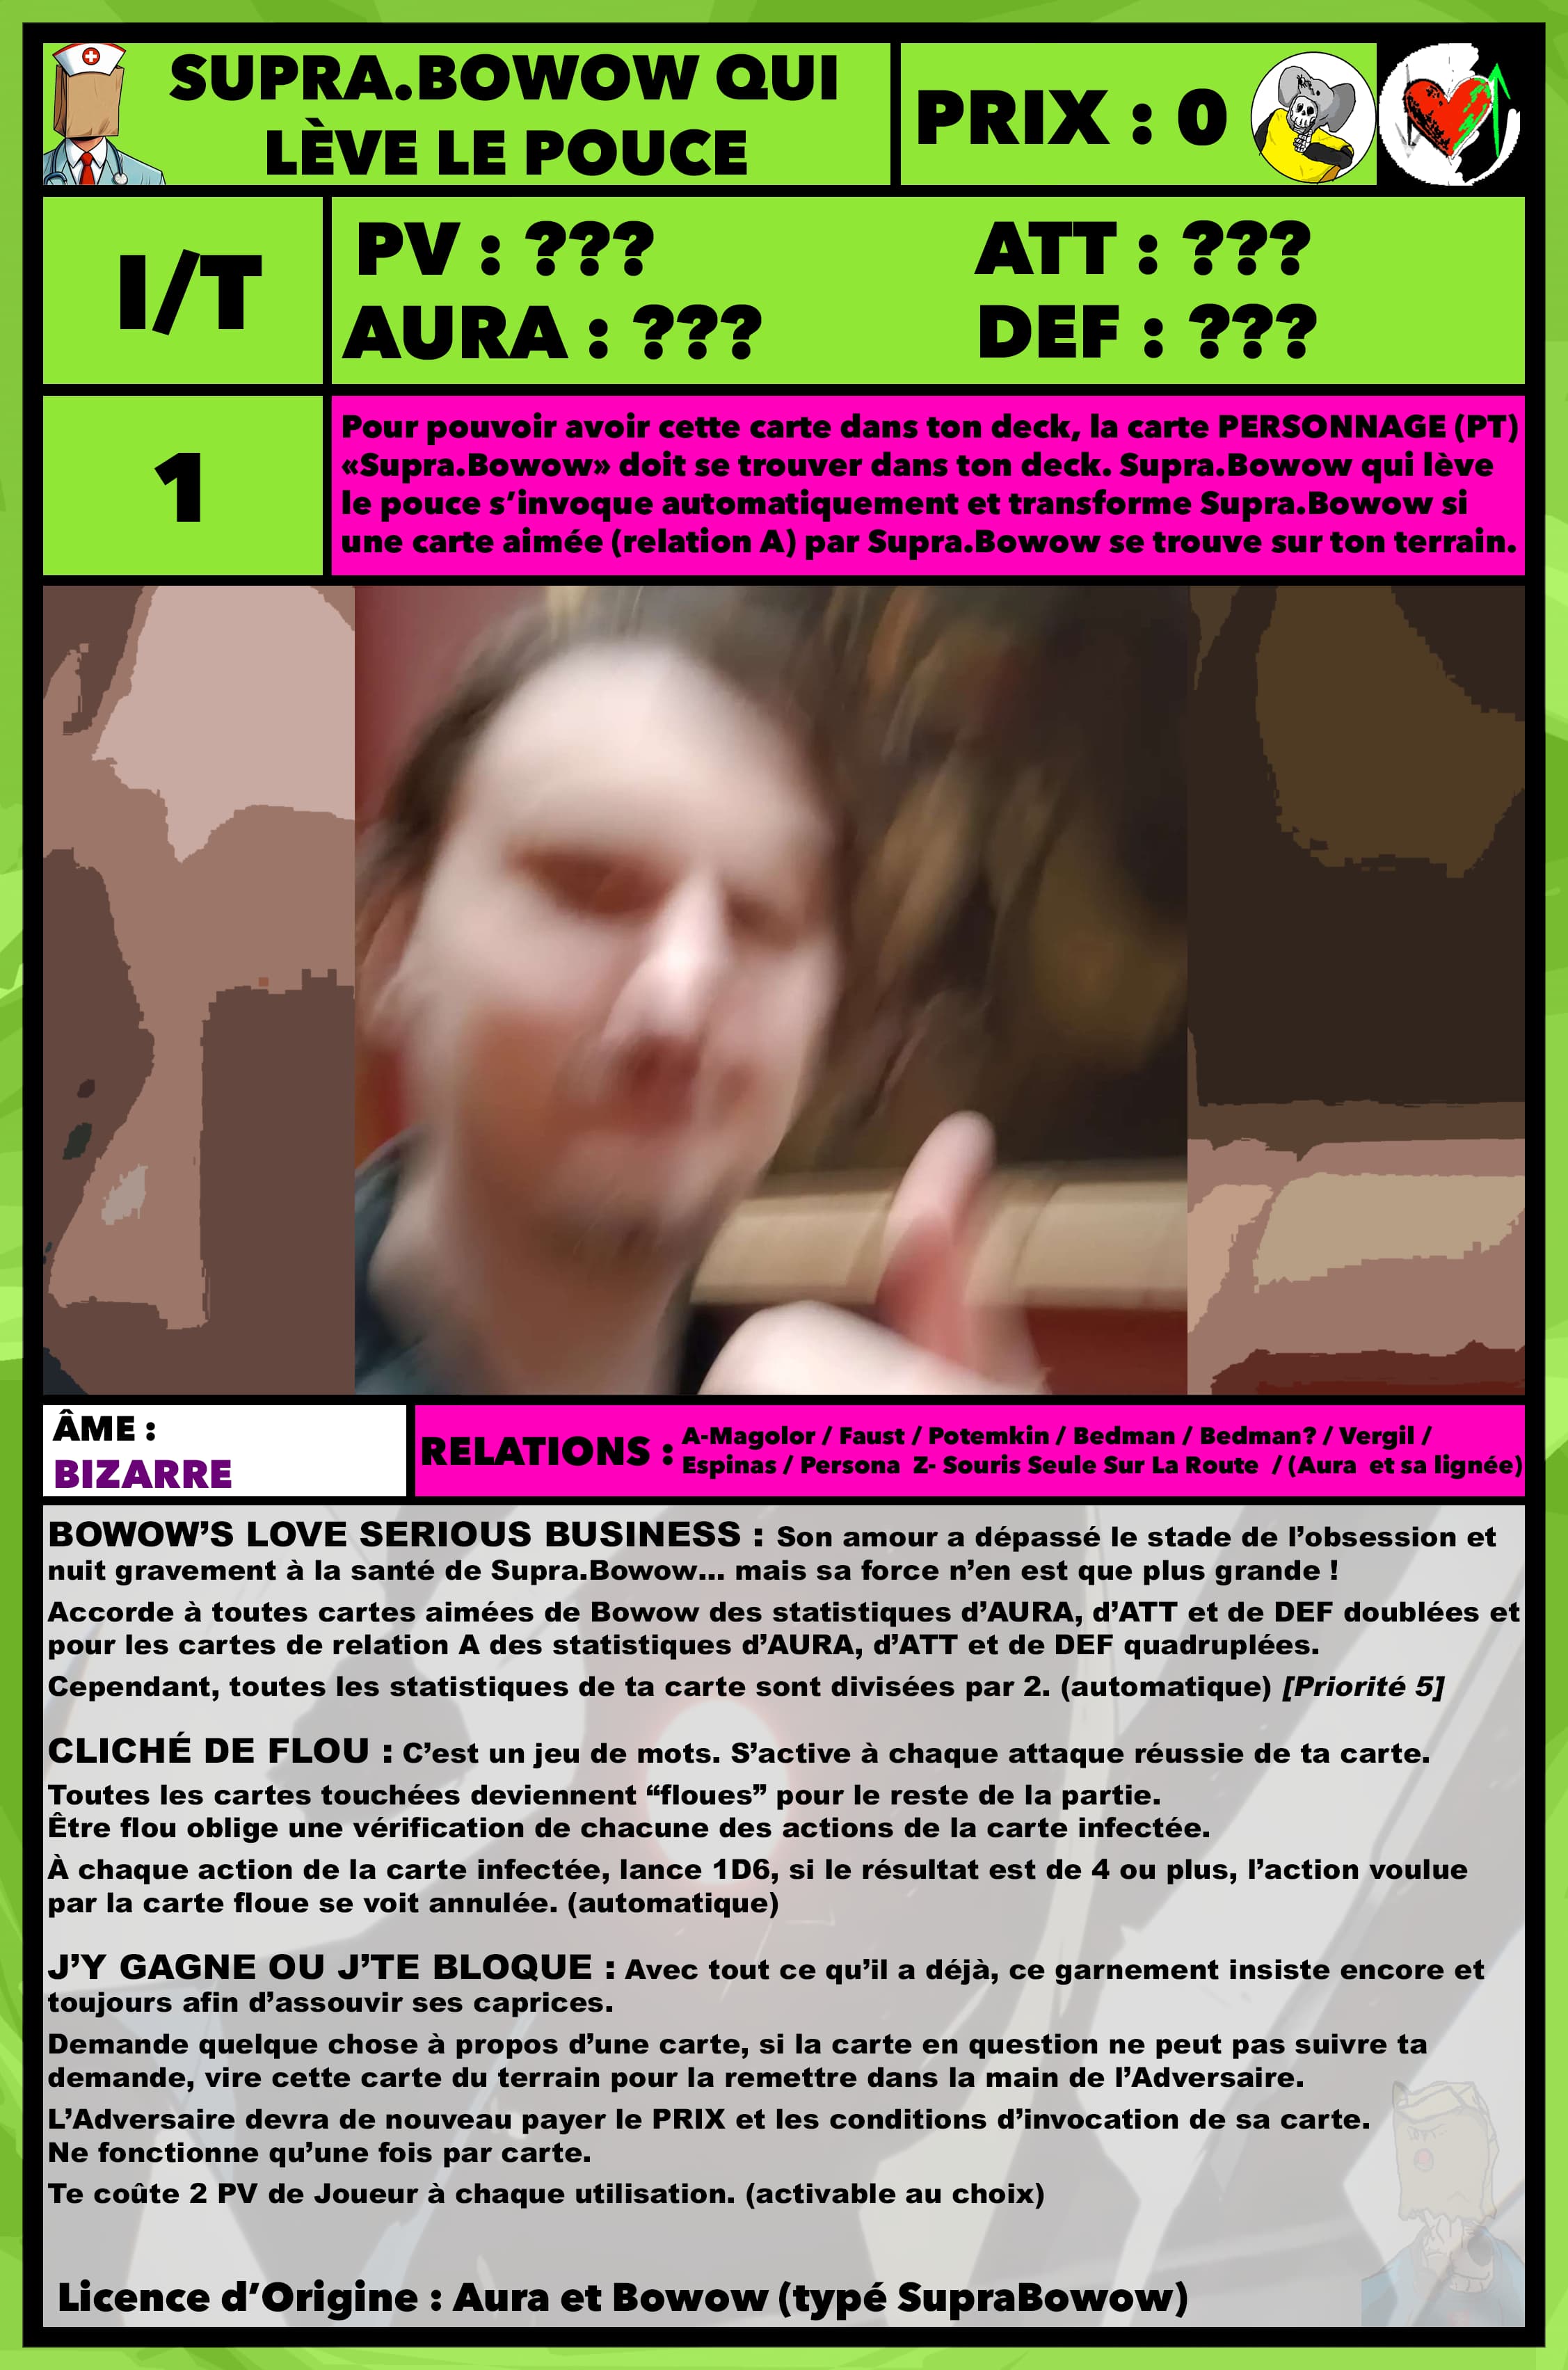 SUPRA.BOWOW QUI
LÈVE LE POUCE
PRIX : 0
I/T
PV : ???
ATT : ???
AURA : ???
DEF : ???
1
Pour pouvoir avoir cette carte dans ton deck, la carte PERSONNAGE (PT)
«Supra.Bowow» doit se trouver dans ton deck. Supra.Bowow qui lève
le pouce s’invoque automatiquement et transforme Supra.Bowow si
une carte aimée (relation A) par Supra.Bowow se trouve sur ton terrain.
ÂME :
BIZARRE
RELATIONS :
A-Magolor / Faust / Potemkin / Bedman / Bedman? / Vergil /
Espinas / Persona Z- Souris Seule Sur La Route / (Aura et sa lignée)
BOWOW’S LOVE SERIOUS BUSINESS : Son amour a dépassé le stade de l’obsession et
nuit gravement à la santé de Supra.Bowow... mais sa force n’en est que plus grande !
Accorde à toutes cartes aimées de Bowow des statistiques d’AURA, d’ATT et de DEF doublées et
pour les cartes de relation A des statistiques d’AURA, d’ATT et de DEF quadruplées.
Cependant, toutes les statistiques de ta carte sont divisées par 2. (automatique) [Priorité 5]
CLICHÉ DE FLOU : C’est un jeu de mots. S’active à chaque attaque réussie de ta carte.
Toutes les cartes touchées deviennent “floues” pour le reste de la partie.
Être flou oblige une vérification de chacune des actions de la carte infectée.
À chaque action de la carte infectée, lance 1D6, si le résultat est de 4 ou plus, l’action voulue
par la carte floue se voit annulée. (automatique)
J’Y GAGNE OU J’TE BLOQUE : Avec tout ce qu’il a déjà, ce garnement insiste encore et
toujours afin d’assouvir ses caprices.
Demande quelque chose à propos d’une carte, si la carte en question ne peut pas suivre ta
demande, vire cette carte du terrain pour la remettre dans la main de l’Adversaire.
L’Adversaire devra de nouveau payer le PRIX et les conditions d’invocation de sa carte.
Ne fonctionne qu’une fois par carte.
Te coûte 2 PV de Joueur à chaque utilisation. (activable au choix)
Licence d’Origine : Aura et Bowow (typé SupraBowow)